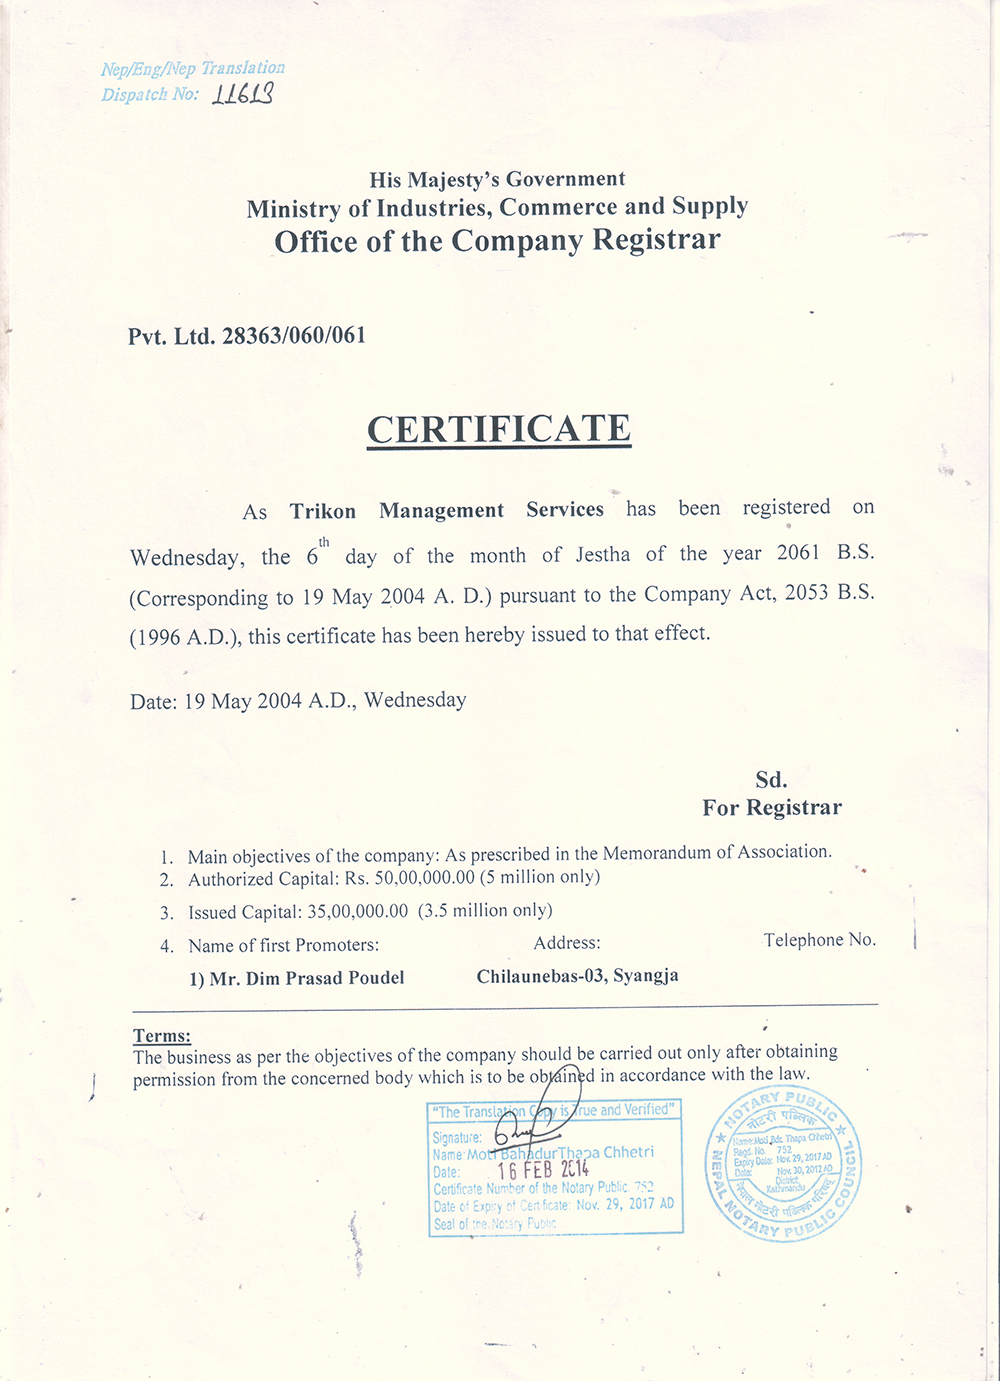 Nep/Eng/Nep Translation
Dispatch No: 11613
His Majesty's Government
Ministry of Industries, Commerce and Supply
Office of the Company Registrar
Pvt. Ltd. 28363/060/061
CERTIFICATE
As Trikon Management Services has been registered on
Wednesday, the 6th day of the month of Jestha of the year 2061 B.S.
(Corresponding to 19 May 2004 A. D.) pursuant to the Company Act, 2053 B.S.
(1996 A.D.), this certificate has been hereby issued to that effect.
Date: 19 May 2004 A.D., Wednesday
Sd.
For Registrar
1. Main objectives of the company: As prescribed in the Memorandum of Association.
2. Authorized Capital: Rs. 50,00,000.00 (5 million only)
3. Issued Capital: 35,00,000.00 (3.5 million only)
4. Name of first Promoters: Address: Telephone No.
1) Mr. Dim Prasad Poudel Chilaunebas-03, Syangja
Terms:
The business as per the objectives of the company should be carried out only after obtaining
permission from the concerned body which is to be obtained in accordance with the law.
"The Translation Copy is True and Verified"
Signature:
Name: Moti Bahadur Thapa Chhetri
Date: 16 FEB 2014
Certificate Number of the Notary Public: 752
Date of Expiry of Certificate: Nov. 29, 2017 AD
Seal of the Notary Public
★ NOTARY PUBLIC ★
नोटरी पब्लिक
Name: Moti Bdr. Thapa Chhetri
Regd. No. 752
Expiry Date: Nov. 29, 2017 AD
Date: Nov. 30, 2012 AD
District,
Kathmandu
नेपाल नोटरी पब्लिक परिषद्
NEPAL NOTARY PUBLIC COUNCIL